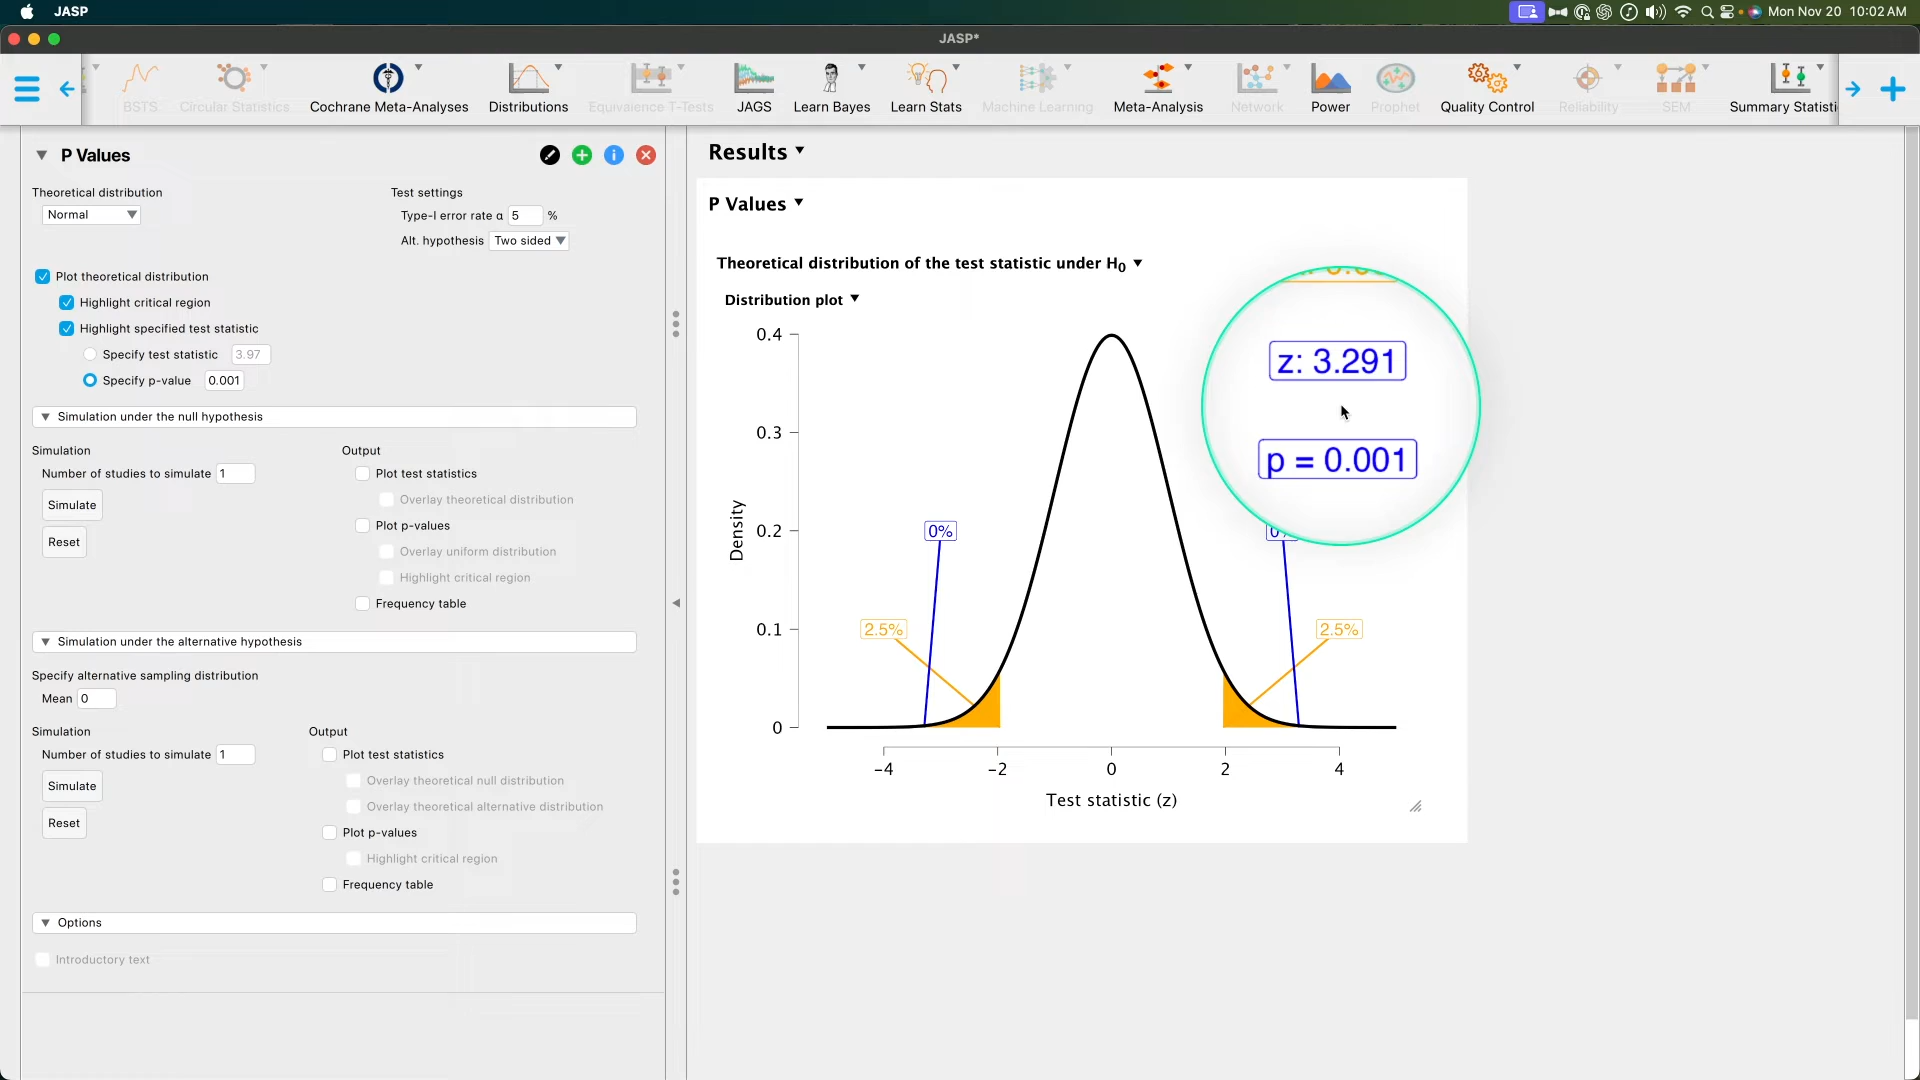 JASP
Mon Nov 20 10:02 AM
JASP*
BSTS
Circular Statistics
Cochrane Meta-Analyses
Distributions
Equivalence T-Tests
JAGS
Learn Bayes
Learn Stats
Machine Learning
Meta-Analysis
Network
Power
Prophet
Quality Control
Reliability
SEM
Summary Statisti
P Values
Theoretical distribution
Normal
Test settings
Type-I error rate α 5 %
Alt. hypothesis Two sided
Plot theoretical distribution
Highlight critical region
Highlight specified test statistic
Specify test statistic 3.97
Specify p-value 0.001
Simulation under the null hypothesis
Simulation
Number of studies to simulate 1
Simulate
Reset
Output
Plot test statistics
Overlay theoretical distribution
Plot p-values
Overlay uniform distribution
Highlight critical region
Frequency table
Simulation under the alternative hypothesis
Specify alternative sampling distribution
Mean 0
Simulation
Number of studies to simulate 1
Simulate
Reset
Output
Plot test statistics
Overlay theoretical null distribution
Overlay theoretical alternative distribution
Plot p-values
Highlight critical region
Frequency table
Options
Introductory text
Results
P Values
Theoretical distribution of the test statistic under H0
Distribution plot
z: 3.291
p = 0.001
0.4
0.3
0.2
0.1
0
Density
0%
2.5%
2.5%
-4 -2 0 2 4
Test statistic (z)